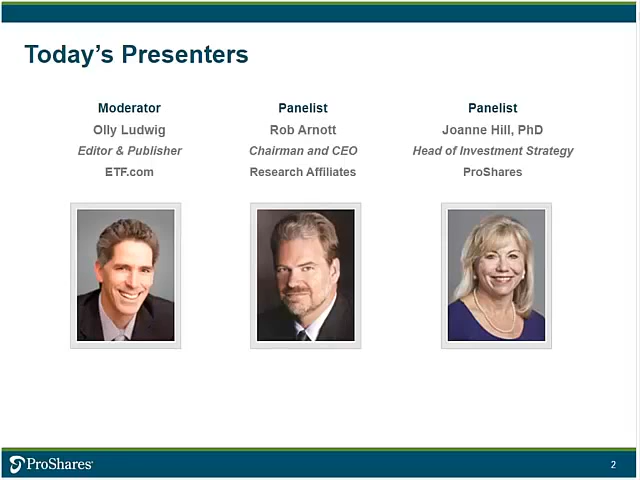 Today's Presenters
Moderator
Olly Ludwig
Editor & Publisher
ETF.com
Panelist
Rob Arnott
Chairman and CEO
Research Affiliates
Panelist
Joanne Hill, PhD
Head of Investment Strategy
ProShares
ProShares
2